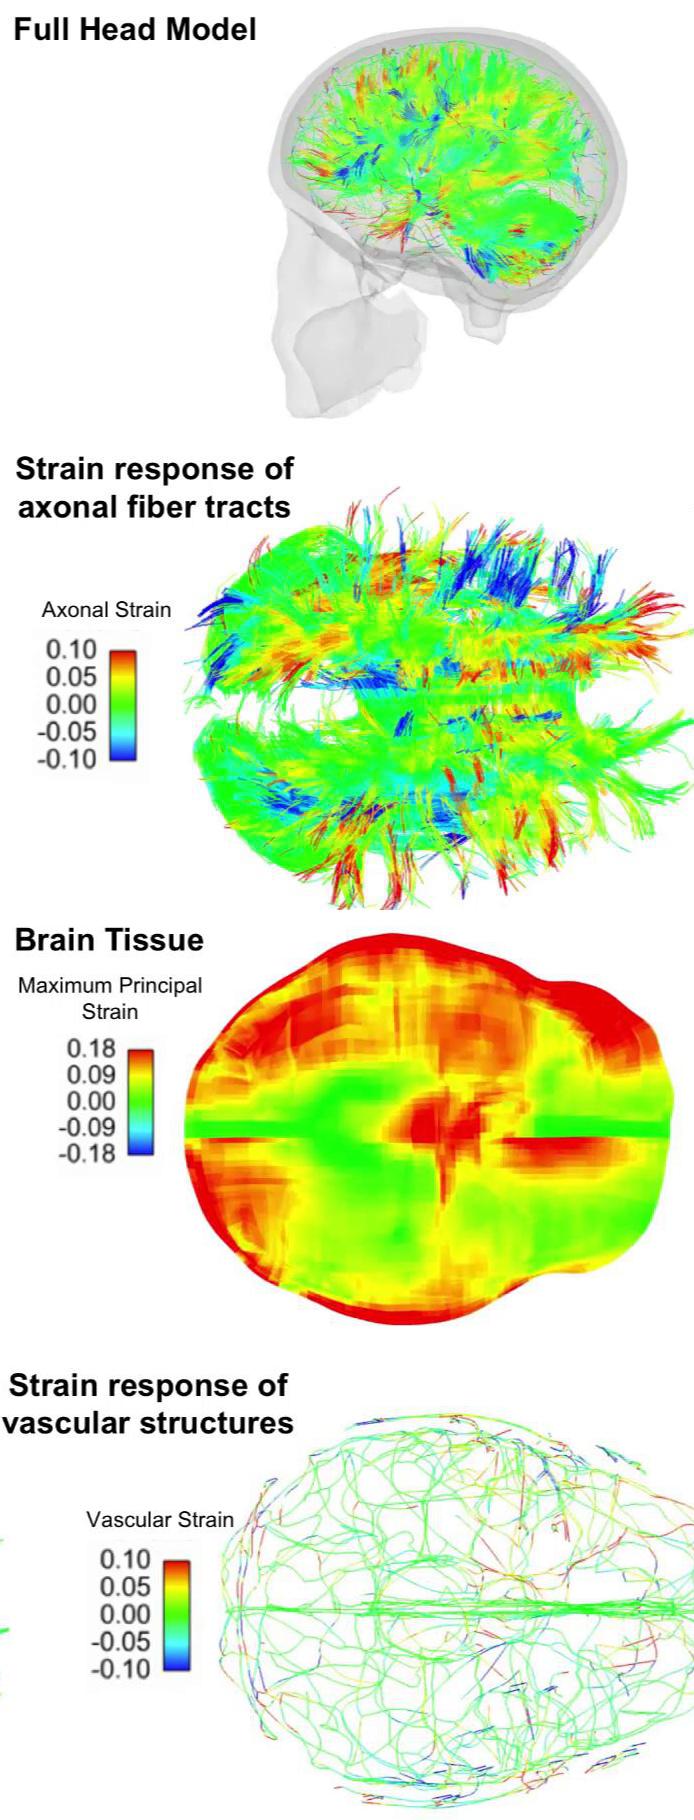 Full Head Model
Strain response of
axonal fiber tracts
Axonal Strain
0.10
0.05
0.00
-0.05
-0.10
Brain Tissue
Maximum Principal
Strain
0.18
0.09
0.00
-0.09
-0.18
Strain response of
vascular structures
Vascular Strain
0.10
0.05
0.00
-0.05
-0.10